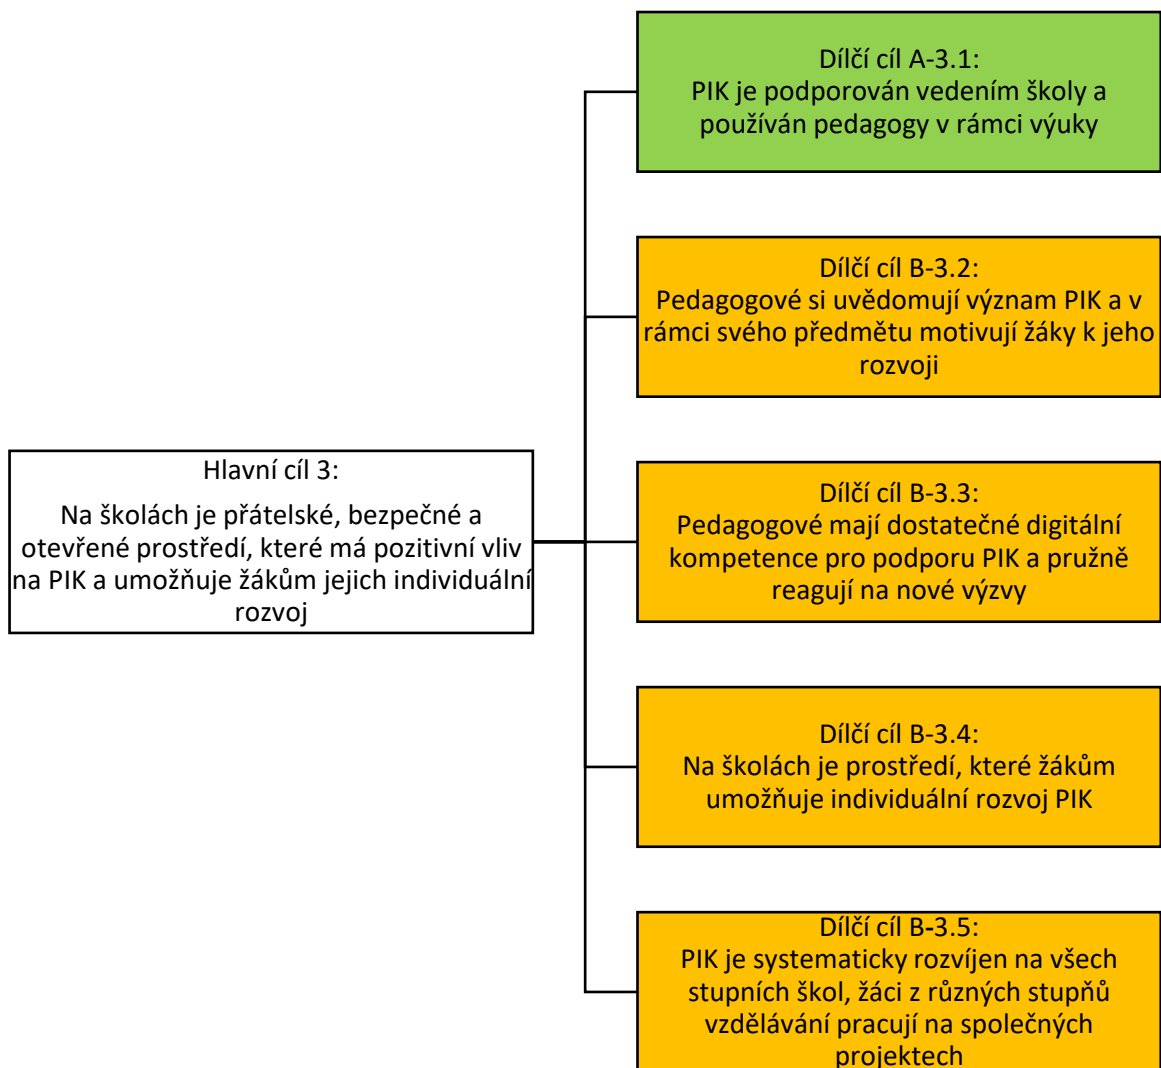 Dílčí cíl A-3.1:
PIK je podporován vedením školy a
používán pedagogy v rámci výuky
Dílčí cíl B-3.2:
Pedagogové si uvědomují význam PIK a v
rámci svého předmětu motivují žáky k jeho
rozvoji
Hlavní cíl 3:
Na školách je přátelské, bezpečné a
otevřené prostředí, které má pozitivní vliv
na PIK a umožňuje žákům jejich individuální
rozvoj
Dílčí cíl B-3.3:
Pedagogové mají dostatečné digitální
kompetence pro podporu PIK a pružně
reagují na nové výzvy
Dílčí cíl B-3.4:
Na školách je prostředí, které žákům
umožňuje individuální rozvoj PIK
Dílčí cíl B-3.5:
PIK je systematicky rozvíjen na všech
stupních škol, žáci z různých stupňů
vzdělávání pracují na společných
projektech